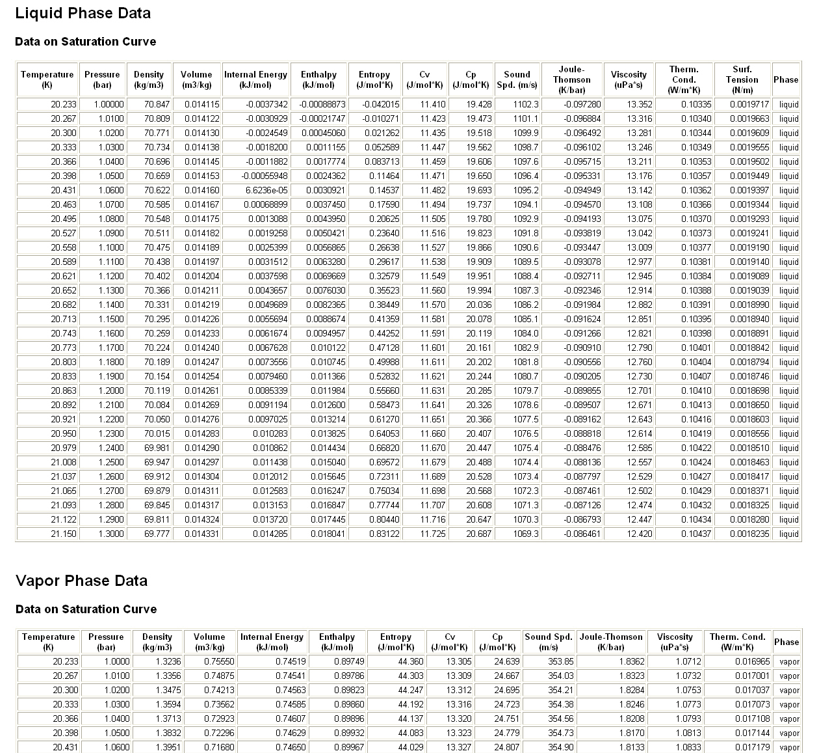 Liquid Phase Data
Data on Saturation Curve
Temperature (K) Pressure (bar) Density (kg/m3) Volume (m3/kg) Internal Energy (kJ/mol) Enthalpy (kJ/mol) Entropy (J/mol*K) Cv (J/mol*K) Cp (J/mol*K) Sound Spd. (m/s) Joule-Thomson (K/bar) Viscosity (uPa*s) Therm. Cond. (W/m*K) Surf. Tension (N/m) Phase
20.233 1.00000 70.847 0.014115 -0.0037342 -0.00088873 -0.042015 11.410 19.428 1102.3 -0.097280 13.352 0.10335 0.0019717 liquid
20.267 1.0100 70.809 0.014122 -0.0030929 -0.00021747 -0.010271 11.423 19.473 1101.1 -0.096884 13.316 0.10340 0.0019663 liquid
20.300 1.0200 70.771 0.014130 -0.0024549 0.00045060 0.021262 11.435 19.518 1099.9 -0.096492 13.281 0.10344 0.0019609 liquid
20.333 1.0300 70.734 0.014138 -0.0018200 0.0011155 0.052589 11.447 19.562 1098.7 -0.096102 13.246 0.10349 0.0019555 liquid
20.366 1.0400 70.696 0.014145 -0.0011882 0.0017774 0.083713 11.459 19.606 1097.6 -0.095715 13.211 0.10353 0.0019502 liquid
20.398 1.0500 70.659 0.014153 -0.00055948 0.0024362 0.11464 11.471 19.650 1096.4 -0.095331 13.176 0.10357 0.0019449 liquid
20.431 1.0600 70.622 0.014160 6.6236e-05 0.0030921 0.14537 11.482 19.693 1095.2 -0.094949 13.142 0.10362 0.0019397 liquid
20.463 1.0700 70.585 0.014167 0.00068899 0.0037450 0.17590 11.494 19.737 1094.1 -0.094570 13.108 0.10366 0.0019344 liquid
20.495 1.0800 70.548 0.014175 0.0013088 0.0043950 0.20625 11.505 19.780 1092.9 -0.094193 13.075 0.10370 0.0019293 liquid
20.527 1.0900 70.511 0.014182 0.0019258 0.0050421 0.23640 11.516 19.823 1091.8 -0.093819 13.042 0.10373 0.0019241 liquid
20.558 1.1000 70.475 0.014189 0.0025399 0.0056865 0.26638 11.527 19.866 1090.6 -0.093447 13.009 0.10377 0.0019190 liquid
20.589 1.1100 70.438 0.014197 0.0031512 0.0063280 0.29617 11.538 19.909 1089.5 -0.093078 12.977 0.10381 0.0019140 liquid
20.621 1.1200 70.402 0.014204 0.0037598 0.0069669 0.32579 11.549 19.951 1088.4 -0.092711 12.945 0.10384 0.0019089 liquid
20.652 1.1300 70.366 0.014211 0.0043657 0.0076030 0.35523 11.560 19.994 1087.3 -0.092346 12.914 0.10388 0.0019039 liquid
20.682 1.1400 70.331 0.014219 0.0049689 0.0082365 0.38449 11.570 20.036 1086.2 -0.091984 12.882 0.10391 0.0018990 liquid
20.713 1.1500 70.295 0.014226 0.0055694 0.0088674 0.41359 11.581 20.078 1085.1 -0.091624 12.851 0.10395 0.0018940 liquid
20.743 1.1600 70.259 0.014233 0.0061674 0.0094957 0.44252 11.591 20.119 1084.0 -0.091266 12.821 0.10398 0.0018891 liquid
20.773 1.1700 70.224 0.014240 0.0067628 0.010122 0.47128 11.601 20.161 1082.9 -0.090910 12.790 0.10401 0.0018842 liquid
20.803 1.1800 70.189 0.014247 0.0073556 0.010745 0.49988 11.611 20.202 1081.8 -0.090556 12.760 0.10404 0.0018794 liquid
20.833 1.1900 70.154 0.014254 0.0079460 0.011366 0.52832 11.621 20.244 1080.7 -0.090205 12.730 0.10407 0.0018746 liquid
20.863 1.2000 70.119 0.014261 0.0085339 0.011984 0.55660 11.631 20.285 1079.7 -0.089855 12.701 0.10410 0.0018698 liquid
20.892 1.2100 70.084 0.014269 0.0091194 0.012600 0.58473 11.641 20.326 1078.6 -0.089507 12.671 0.10413 0.0018650 liquid
20.921 1.2200 70.050 0.014276 0.0097025 0.013214 0.61270 11.651 20.366 1077.5 -0.089162 12.643 0.10416 0.0018603 liquid
20.950 1.2300 70.015 0.014283 0.010283 0.013825 0.64053 11.660 20.407 1076.5 -0.088818 12.614 0.10419 0.0018556 liquid
20.979 1.2400 69.981 0.014290 0.010862 0.014434 0.66820 11.670 20.447 1075.4 -0.088476 12.585 0.10422 0.0018510 liquid
21.008 1.2500 69.947 0.014297 0.011438 0.015040 0.69572 11.679 20.488 1074.4 -0.088136 12.557 0.10424 0.0018463 liquid
21.037 1.2600 69.912 0.014304 0.012012 0.015645 0.72311 11.689 20.528 1073.4 -0.087797 12.529 0.10427 0.0018417 liquid
21.065 1.2700 69.879 0.014311 0.012583 0.016247 0.75034 11.698 20.568 1072.3 -0.087461 12.502 0.10429 0.0018371 liquid
21.093 1.2800 69.845 0.014317 0.013153 0.016847 0.77744 11.707 20.608 1071.3 -0.087126 12.474 0.10432 0.0018325 liquid
21.122 1.2900 69.811 0.014324 0.013720 0.017445 0.80440 11.716 20.647 1070.3 -0.086793 12.447 0.10434 0.0018280 liquid
21.150 1.3000 69.777 0.014331 0.014285 0.018041 0.83122 11.725 20.687 1069.3 -0.086461 12.420 0.10437 0.0018235 liquid
Vapor Phase Data
Data on Saturation Curve
Temperature (K) Pressure (bar) Density (kg/m3) Volume (m3/kg) Internal Energy (kJ/mol) Enthalpy (kJ/mol) Entropy (J/mol*K) Cv (J/mol*K) Cp (J/mol*K) Sound Spd. (m/s) Joule-Thomson (K/bar) Viscosity (uPa*s) Therm. Cond. (W/m*K) Phase
20.233 1.0000 1.3236 0.75550 0.74519 0.89749 44.360 13.305 24.639 353.85 1.8362 1.0712 0.016965 vapor
20.267 1.0100 1.3356 0.74875 0.74541 0.89786 44.303 13.309 24.667 354.03 1.8323 1.0732 0.017001 vapor
20.300 1.0200 1.3475 0.74213 0.74563 0.89823 44.247 13.312 24.695 354.21 1.8284 1.0753 0.017037 vapor
20.333 1.0300 1.3594 0.73562 0.74585 0.89860 44.192 13.316 24.723 354.38 1.8246 1.0773 0.017073 vapor
20.366 1.0400 1.3713 0.72923 0.74607 0.89896 44.137 13.320 24.751 354.56 1.8208 1.0793 0.017108 vapor
20.398 1.0500 1.3832 0.72296 0.74629 0.89932 44.083 13.323 24.779 354.73 1.8170 1.0813 0.017144 vapor
20.431 1.0600 1.3951 0.71680 0.74650 0.89967 44.029 13.327 24.807 354.90 1.8133 1.0833 0.017179 vapor